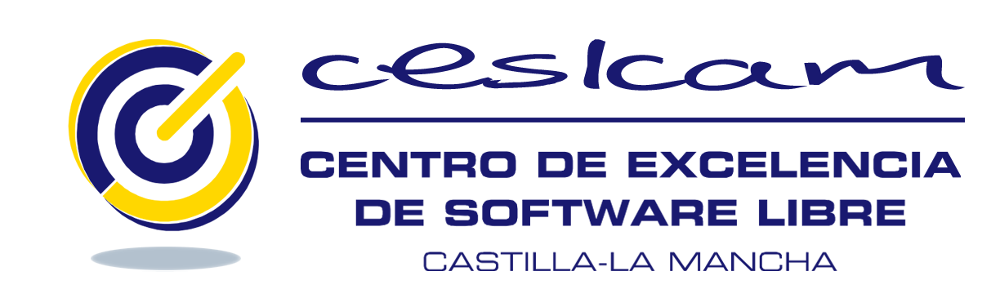 ceslcam
CENTRO DE EXCELENCIA
DE SOFTWARE LIBRE
CASTILLA-LA MANCHA